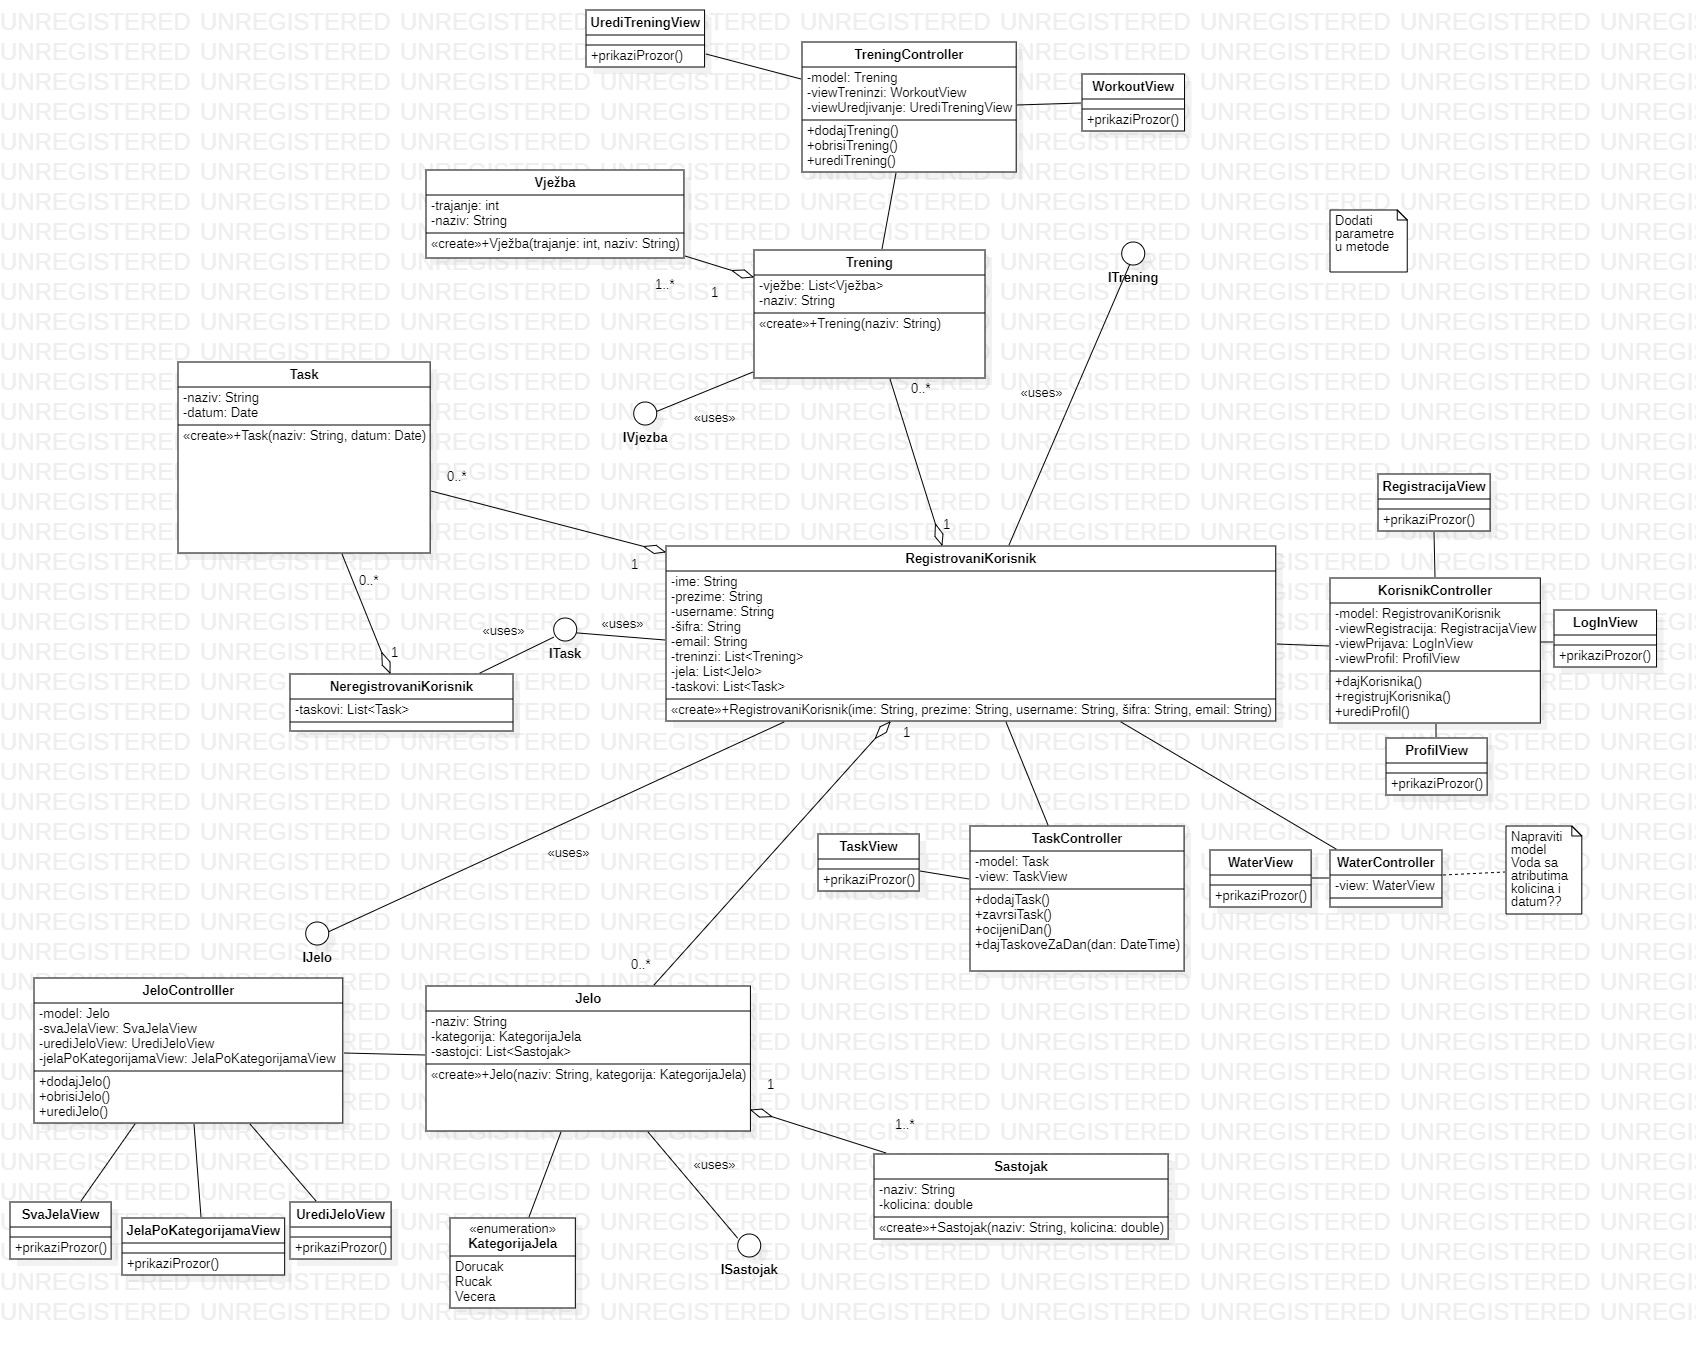 UrediTreningView
+prikaziProzor()
TreningController
-model: Trening
-viewTreninzi: WorkoutView
-viewUredjivanje: UrediTreningView
+dodajTrening()
+obrisiTrening()
+urediTrening()
WorkoutView
+prikaziProzor()
Vježba
-trajanje: int
-naziv: String
«create»+Vježba(trajanje: int, naziv: String)
1..*
1
Trening
-vježbe: List<Vježba>
-naziv: String
«create»+Trening(naziv: String)
ITrening
Dodati
parametre
u metode
0..*
«uses»
«uses»
IVjezba
Task
-naziv: String
-datum: Date
«create»+Task(naziv: String, datum: Date)
0..*
1
1
0..*
1
RegistracijaView
+prikaziProzor()
RegistrovaniKorisnik
-ime: String
-prezime: String
-username: String
-šifra: String
-email: String
-treninzi: List<Trening>
-jela: List<Jelo>
-taskovi: List<Task>
«create»+RegistrovaniKorisnik(ime: String, prezime: String, username: String, šifra: String, email: String)
KorisnikController
-model: RegistrovaniKorisnik
-viewRegistracija: RegistracijaView
-viewPrijava: LogInView
-viewProfil: ProfilView
+dajKorisnika()
+registrujKorisnika()
+urediProfil()
LogInView
+prikaziProzor()
ProfilView
+prikaziProzor()
«uses»
«uses»
ITask
NeregistrovaniKorisnik
-taskovi: List<Task>
1
«uses»
IJelo
0..*
TaskView
+prikaziProzor()
TaskController
-model: Task
-view: TaskView
+dodajTask()
+zavrsiTask()
+ocijeniDan()
+dajTaskoveZaDan(dan: DateTime)
WaterView
+prikaziProzor()
WaterController
-view: WaterView
Napraviti
model
Voda sa
atributima
kolicina i
datum??
JeloControlller
-model: Jelo
-svaJelaView: SvaJelaView
-urediJeloView: UrediJeloView
-jelaPoKategorijamaView: JelaPoKategorijamaView
+dodajJelo()
+obrisiJelo()
+urediJelo()
Jelo
-naziv: String
-kategorija: KategorijaJela
-sastojci: List<Sastojak>
«create»+Jelo(naziv: String, kategorija: KategorijaJela)
1
1..*
«uses»
Sastojak
-naziv: String
-kolicina: double
«create»+Sastojak(naziv: String, kolicina: double)
SvaJelaView
+prikaziProzor()
JelaPoKategorijamaView
+prikaziProzor()
UrediJeloView
+prikaziProzor()
«enumeration»
KategorijaJela
Dorucak
Rucak
Vecera
ISastojak